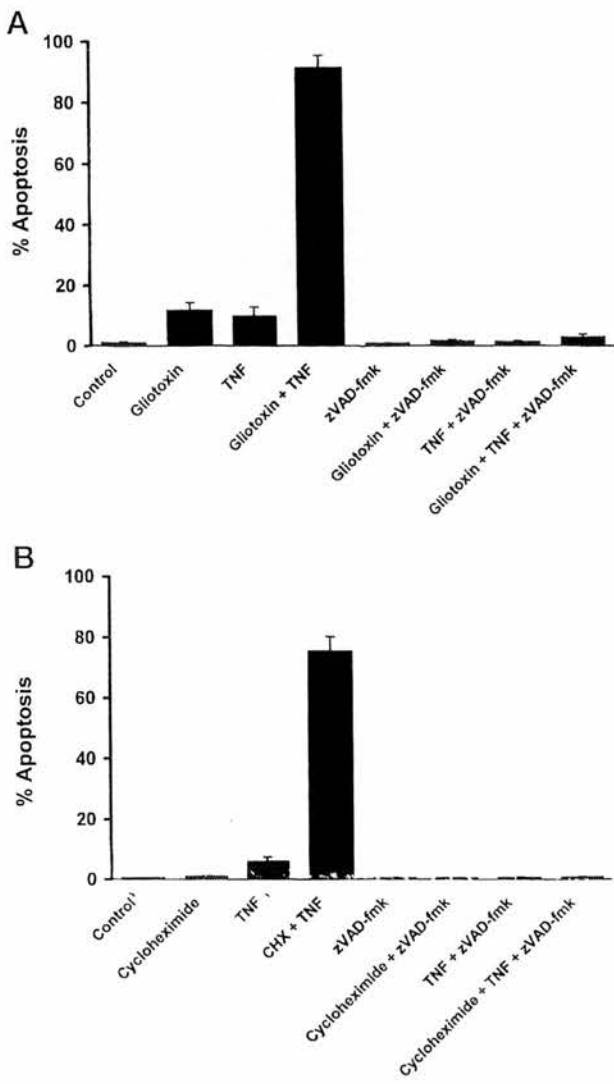 A
100
80
60
40
20
0
% Apoptosis
Control
Gliotoxin
TNF
Gliotoxin + TNF
zVAD-fmk
Gliotoxin + zVAD-fmk
TNF + zVAD-fmk
Gliotoxin + TNF + zVAD-fmk
B
100
80
60
40
20
0
% Apoptosis
Control
Cycloheximide
TNF
CHX + TNF
zVAD-fmk
Cycloheximide + zVAD-fmk
TNF + zVAD-fmk
Cycloheximide + TNF + zVAD-fmk